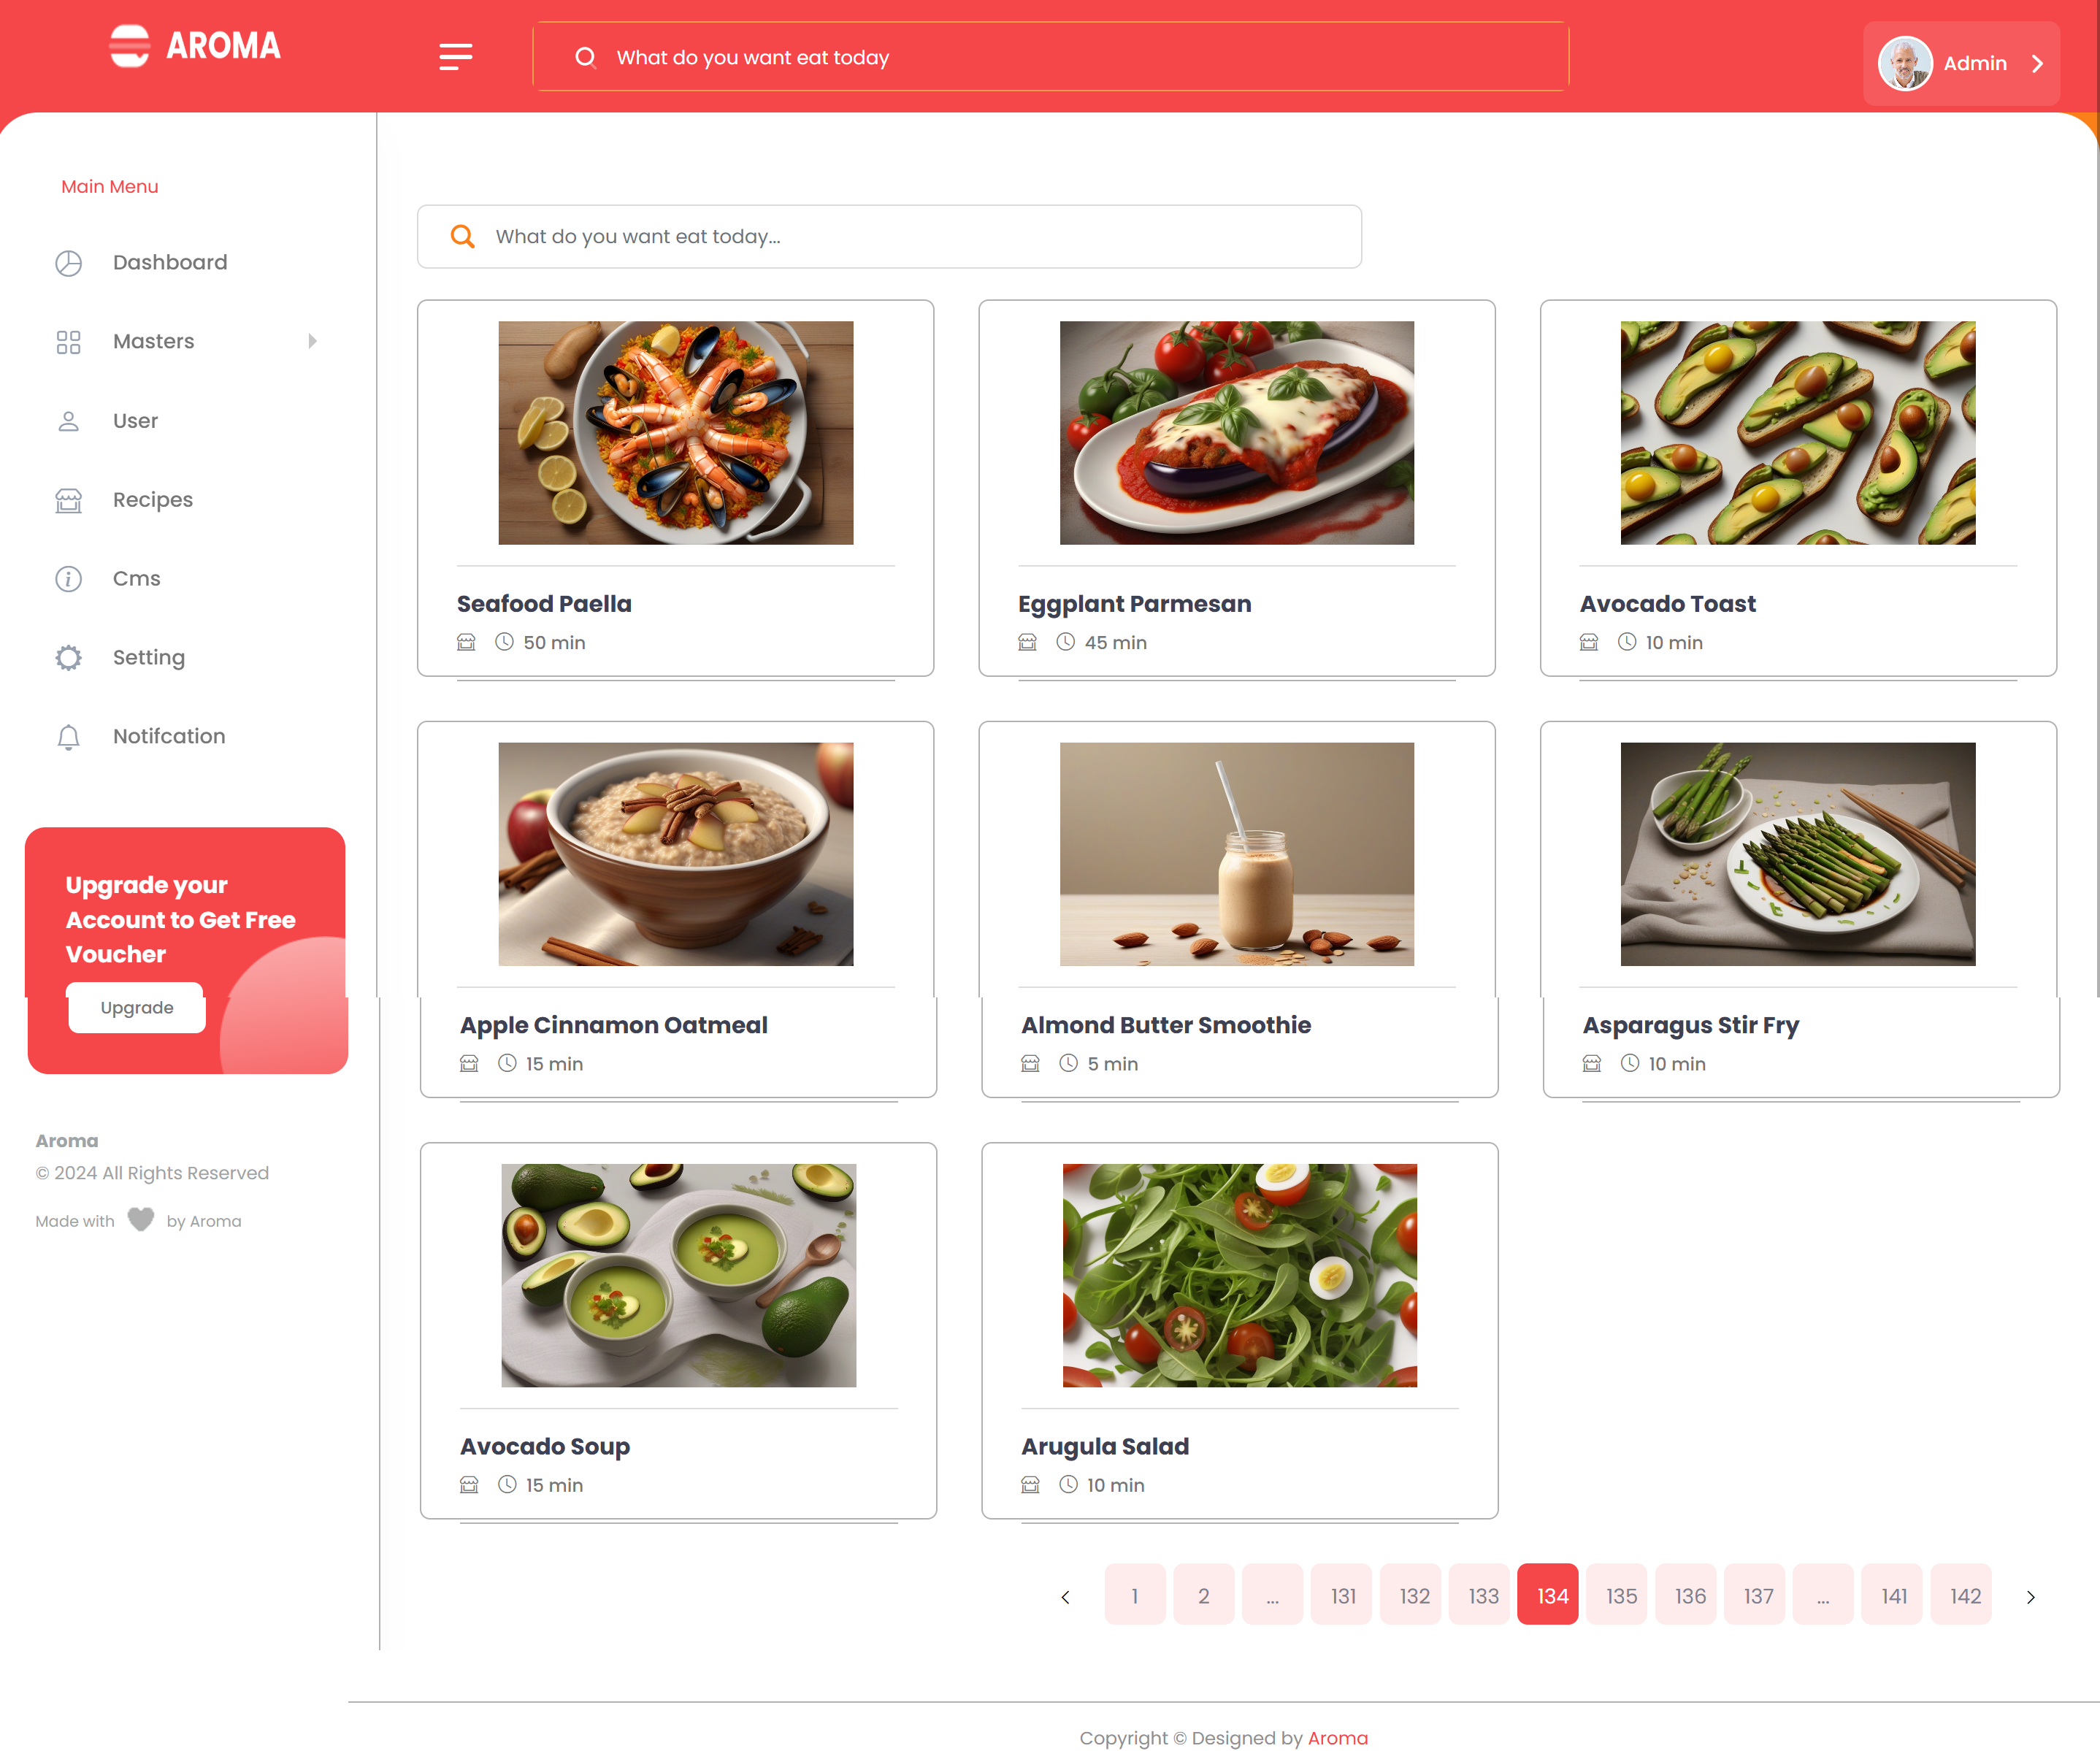 AROMA
What do you want eat today
Admin
Main Menu
Dashboard
Masters
User
Recipes
Cms
Setting
Notifcation
Upgrade your
Account to Get Free
Voucher
Upgrade
Aroma
© 2024 All Rights Reserved
Made with by Aroma
What do you want eat today...
Seafood Paella
50 min
Eggplant Parmesan
45 min
Avocado Toast
10 min
Apple Cinnamon Oatmeal
15 min
Almond Butter Smoothie
5 min
Asparagus Stir Fry
10 min
Avocado Soup
15 min
Arugula Salad
10 min
1 2 ... 131 132 133 134 135 136 137 ... 141 142
Copyright © Designed by Aroma